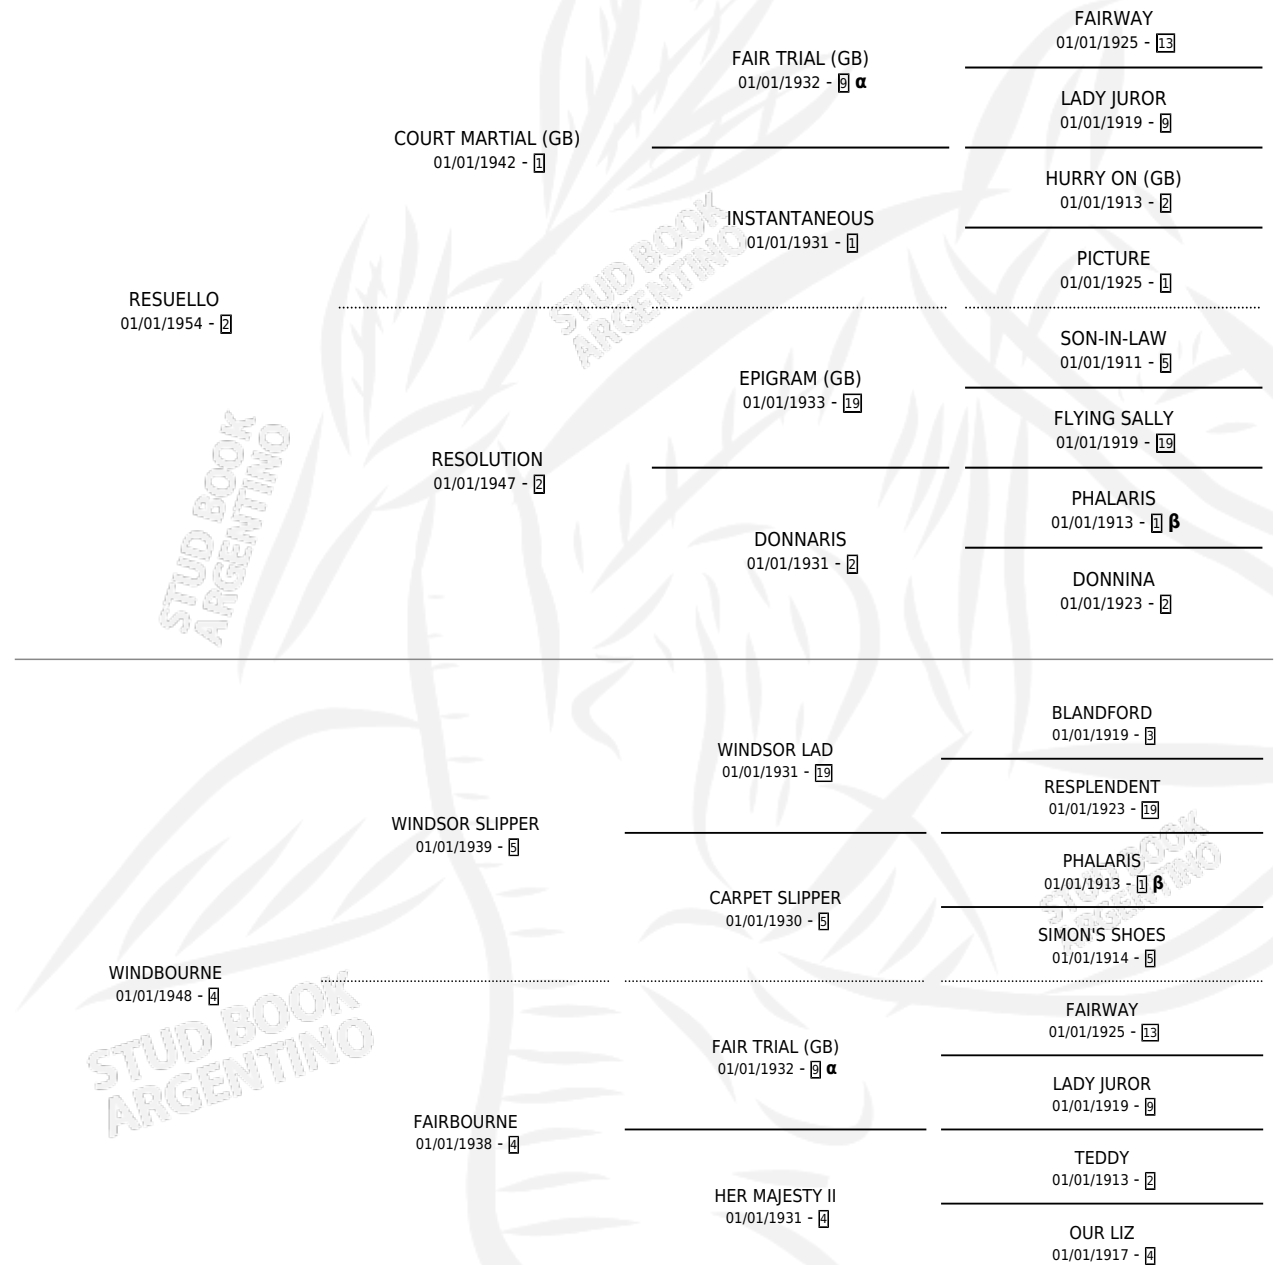 FAIRWAY
01/01/1925 - 13
FAIR TRIAL (GB)
01/01/1932 - 9 α
LADY JUROR
01/01/1919 - 9
COURT MARTIAL (GB)
01/01/1942 - 1
HURRY ON (GB)
01/01/1913 - 2
INSTANTANEOUS
01/01/1931 - 1
PICTURE
01/01/1925 - 1
STUD BOOK
ARGENTINO
RESUELLO
01/01/1954 - 2
SON-IN-LAW
01/01/1911 - 5
EPIGRAM (GB)
01/01/1933 - 19
FLYING SALLY
01/01/1919 - 19
RESOLUTION
01/01/1947 - 2
PHALARIS
01/01/1913 - 1 β
DONNARIS
01/01/1931 - 2
DONNINA
01/01/1923 - 2
STUD BOOK
ARGENTINO
BLANDFORD
01/01/1919 - 3
WINDSOR LAD
01/01/1931 - 19
RESPLENDENT
01/01/1923 - 19
WINDSOR SLIPPER
01/01/1939 - 5
PHALARIS
01/01/1913 - 1 β
CARPET SLIPPER
01/01/1930 - 5
SIMON'S SHOES
01/01/1914 - 5
STUD BOOK
ARGENTINO
WINDBOURNE
01/01/1948 - 4
FAIRWAY
01/01/1925 - 13
FAIR TRIAL (GB)
01/01/1932 - 9 α
LADY JUROR
01/01/1919 - 9
STUD BOOK
ARGENTINO
FAIRBOURNE
01/01/1938 - 4
TEDDY
01/01/1913 - 2
HER MAJESTY II
01/01/1931 - 4
OUR LIZ
01/01/1917 - 4